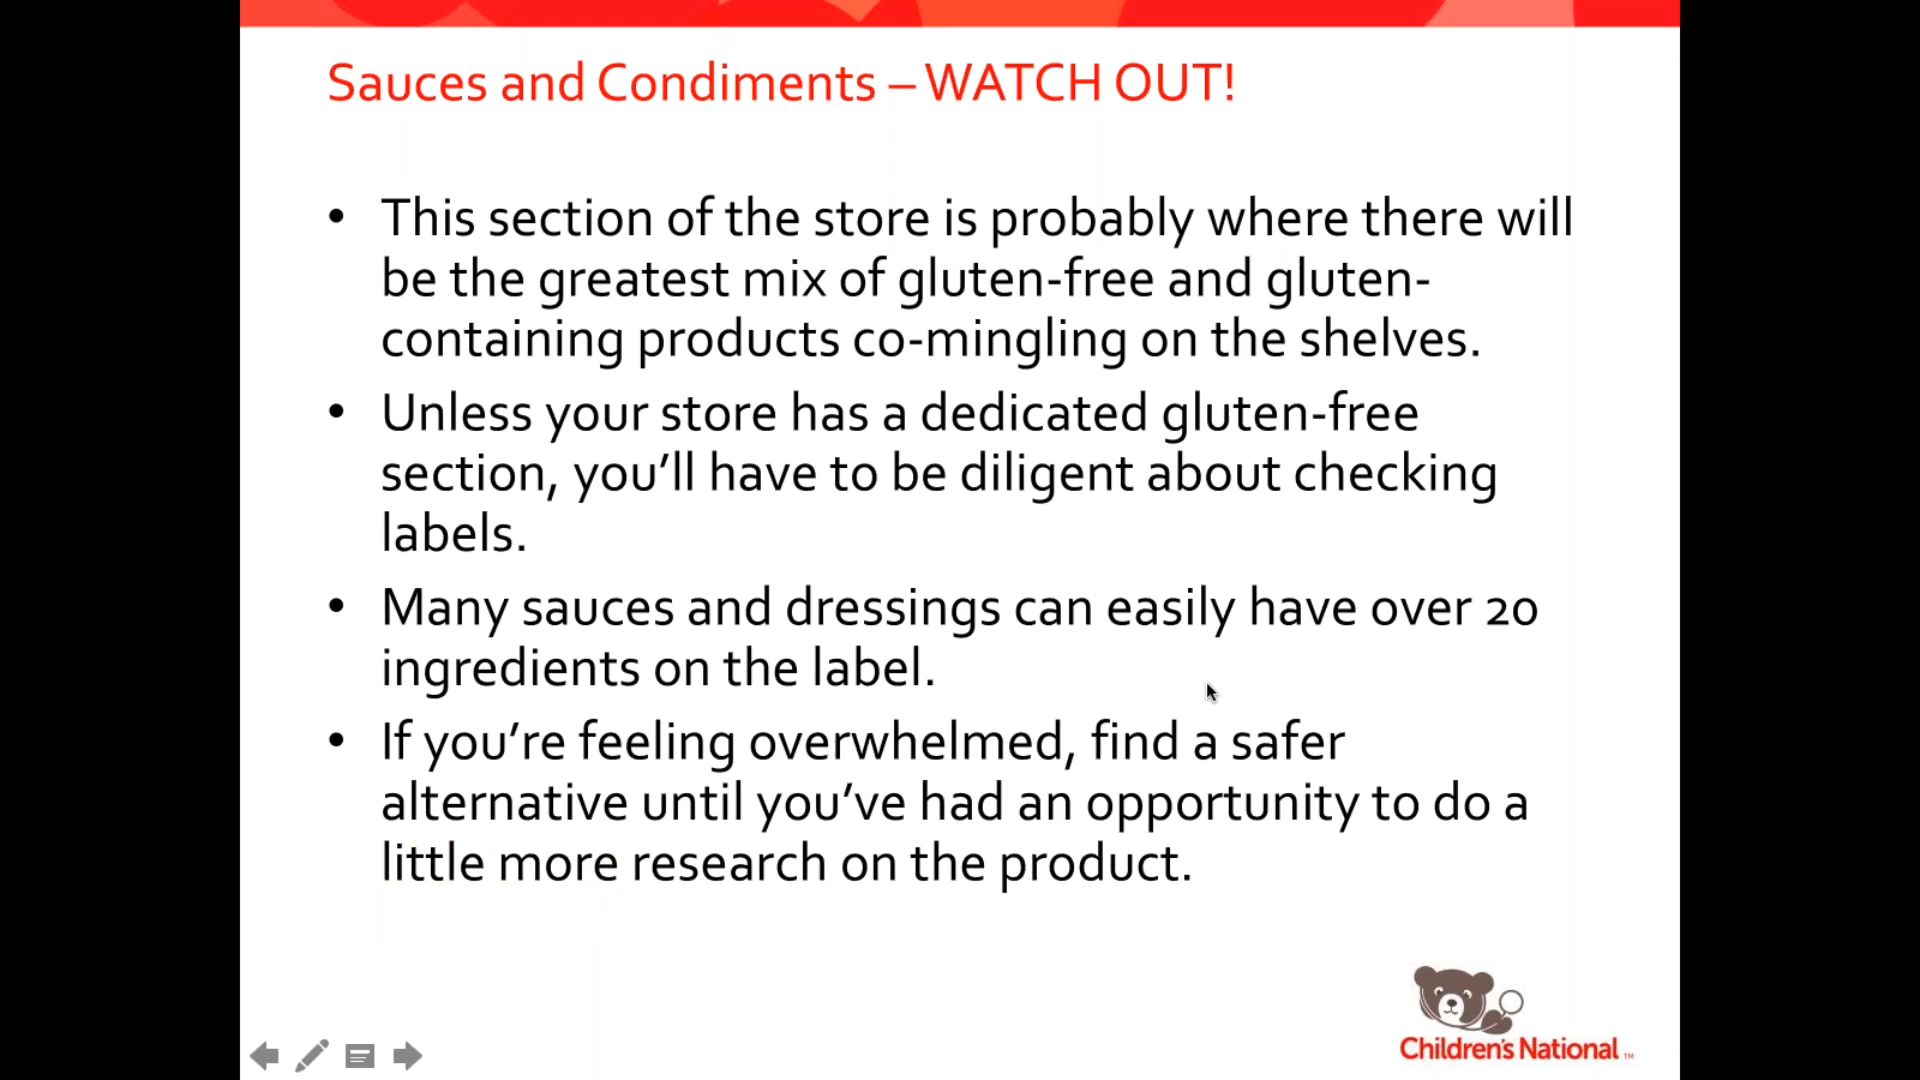 Sauces and Condiments – WATCH OUT!
• This section of the store is probably where there will
be the greatest mix of gluten-free and gluten-
containing products co-mingling on the shelves.
• Unless your store has a dedicated gluten-free
section, you’ll have to be diligent about checking
labels.
• Many sauces and dressings can easily have over 20
ingredients on the label.
• If you’re feeling overwhelmed, find a safer
alternative until you’ve had an opportunity to do a
little more research on the product.
Children's National ™